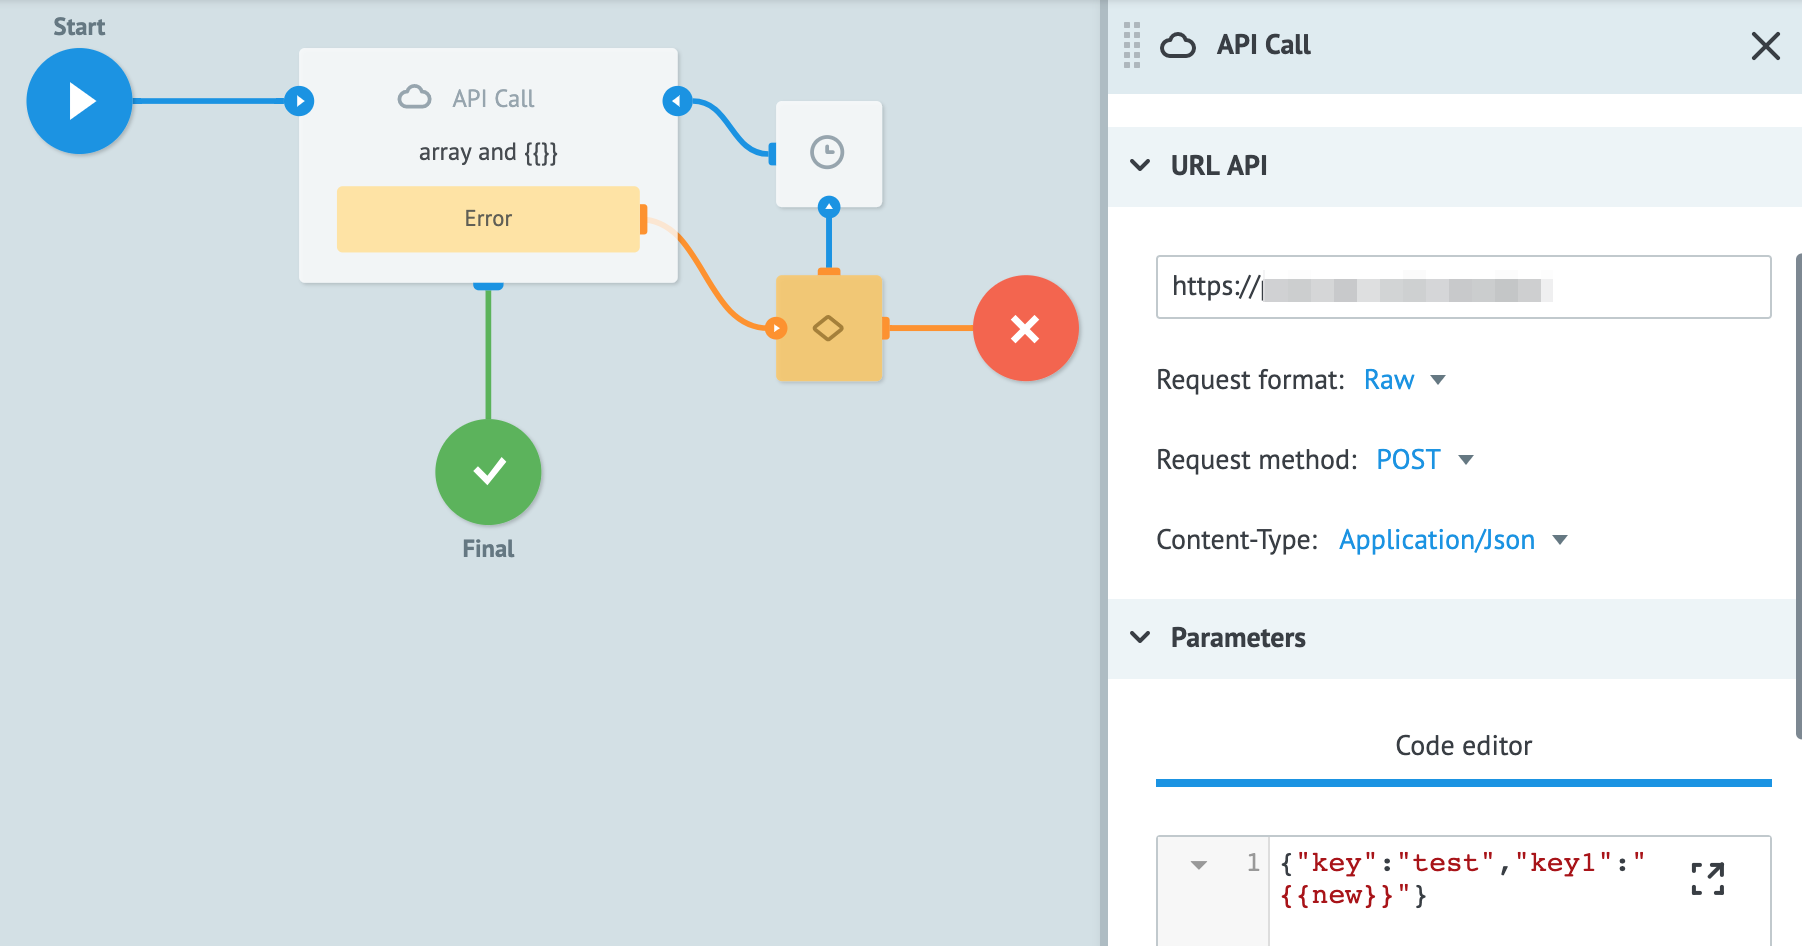 Start
API Call
array and {{}}
Error
Final
API Call
URL API
https://
Request format: Raw
Request method: POST
Content-Type: Application/Json
Parameters
Code editor
1 {"key":"test","key1":"
{{new}}"}